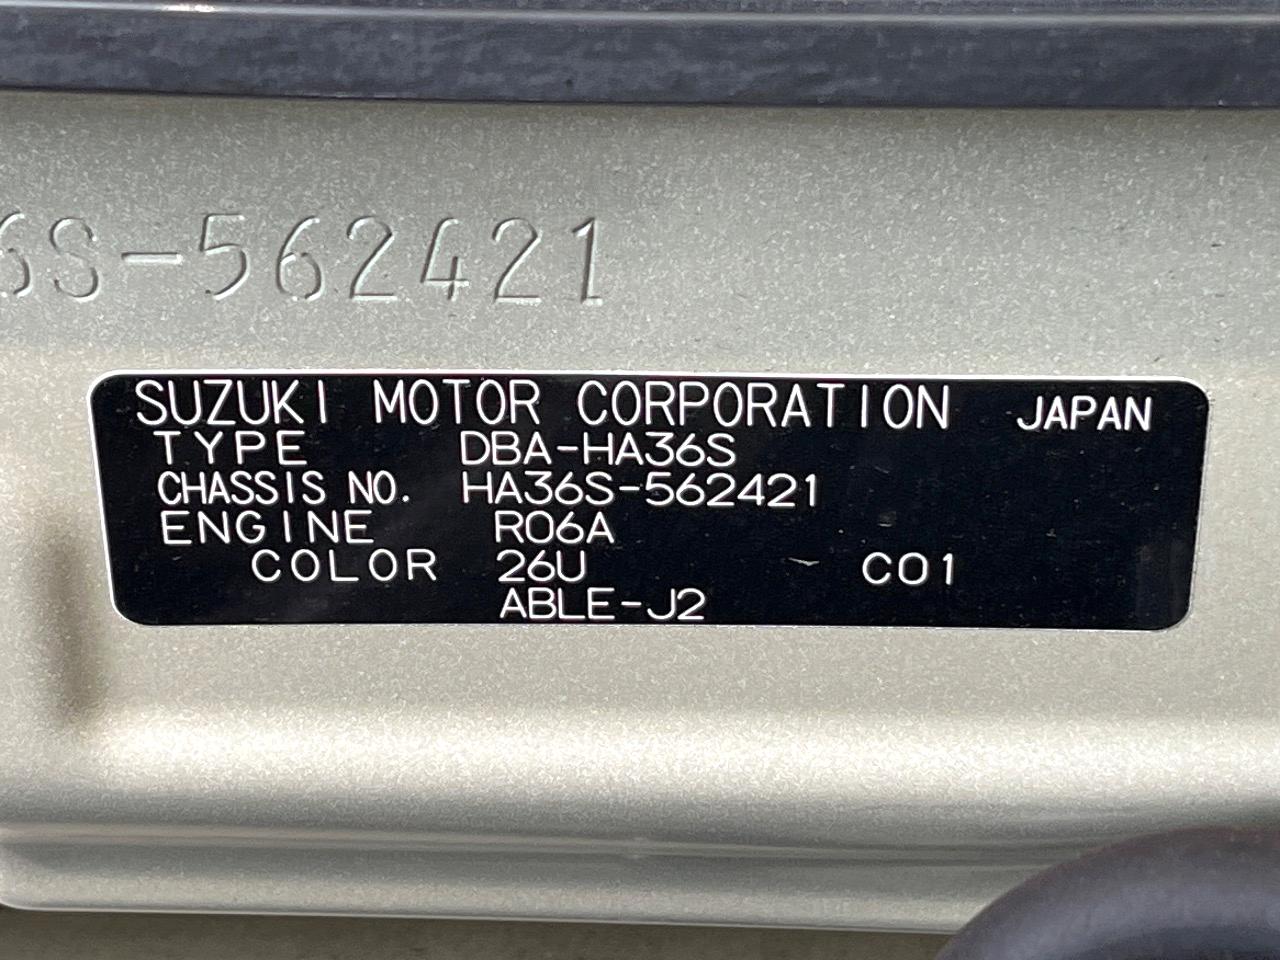 6S-562421
SUZUKI MOTOR CORPORATION JAPAN
TYPE DBA-HA36S
CHASSIS NO. HA36S-562421
ENGINE R06A
COLOR 26U C01
ABLE-J2